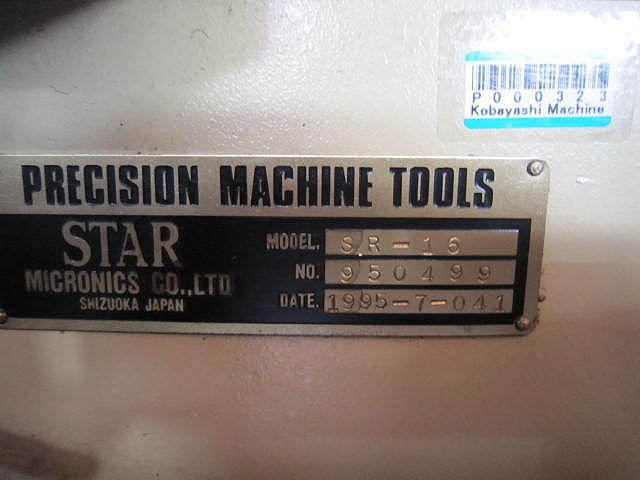 P000323
Kobayashi Machine
PRECISION MACHINE TOOLS
STAR
MICRONICS CO.,LTD
SHIZUOKA JAPAN
MODEL. SR-16
NO. 950499
DATE. 1995-7-041